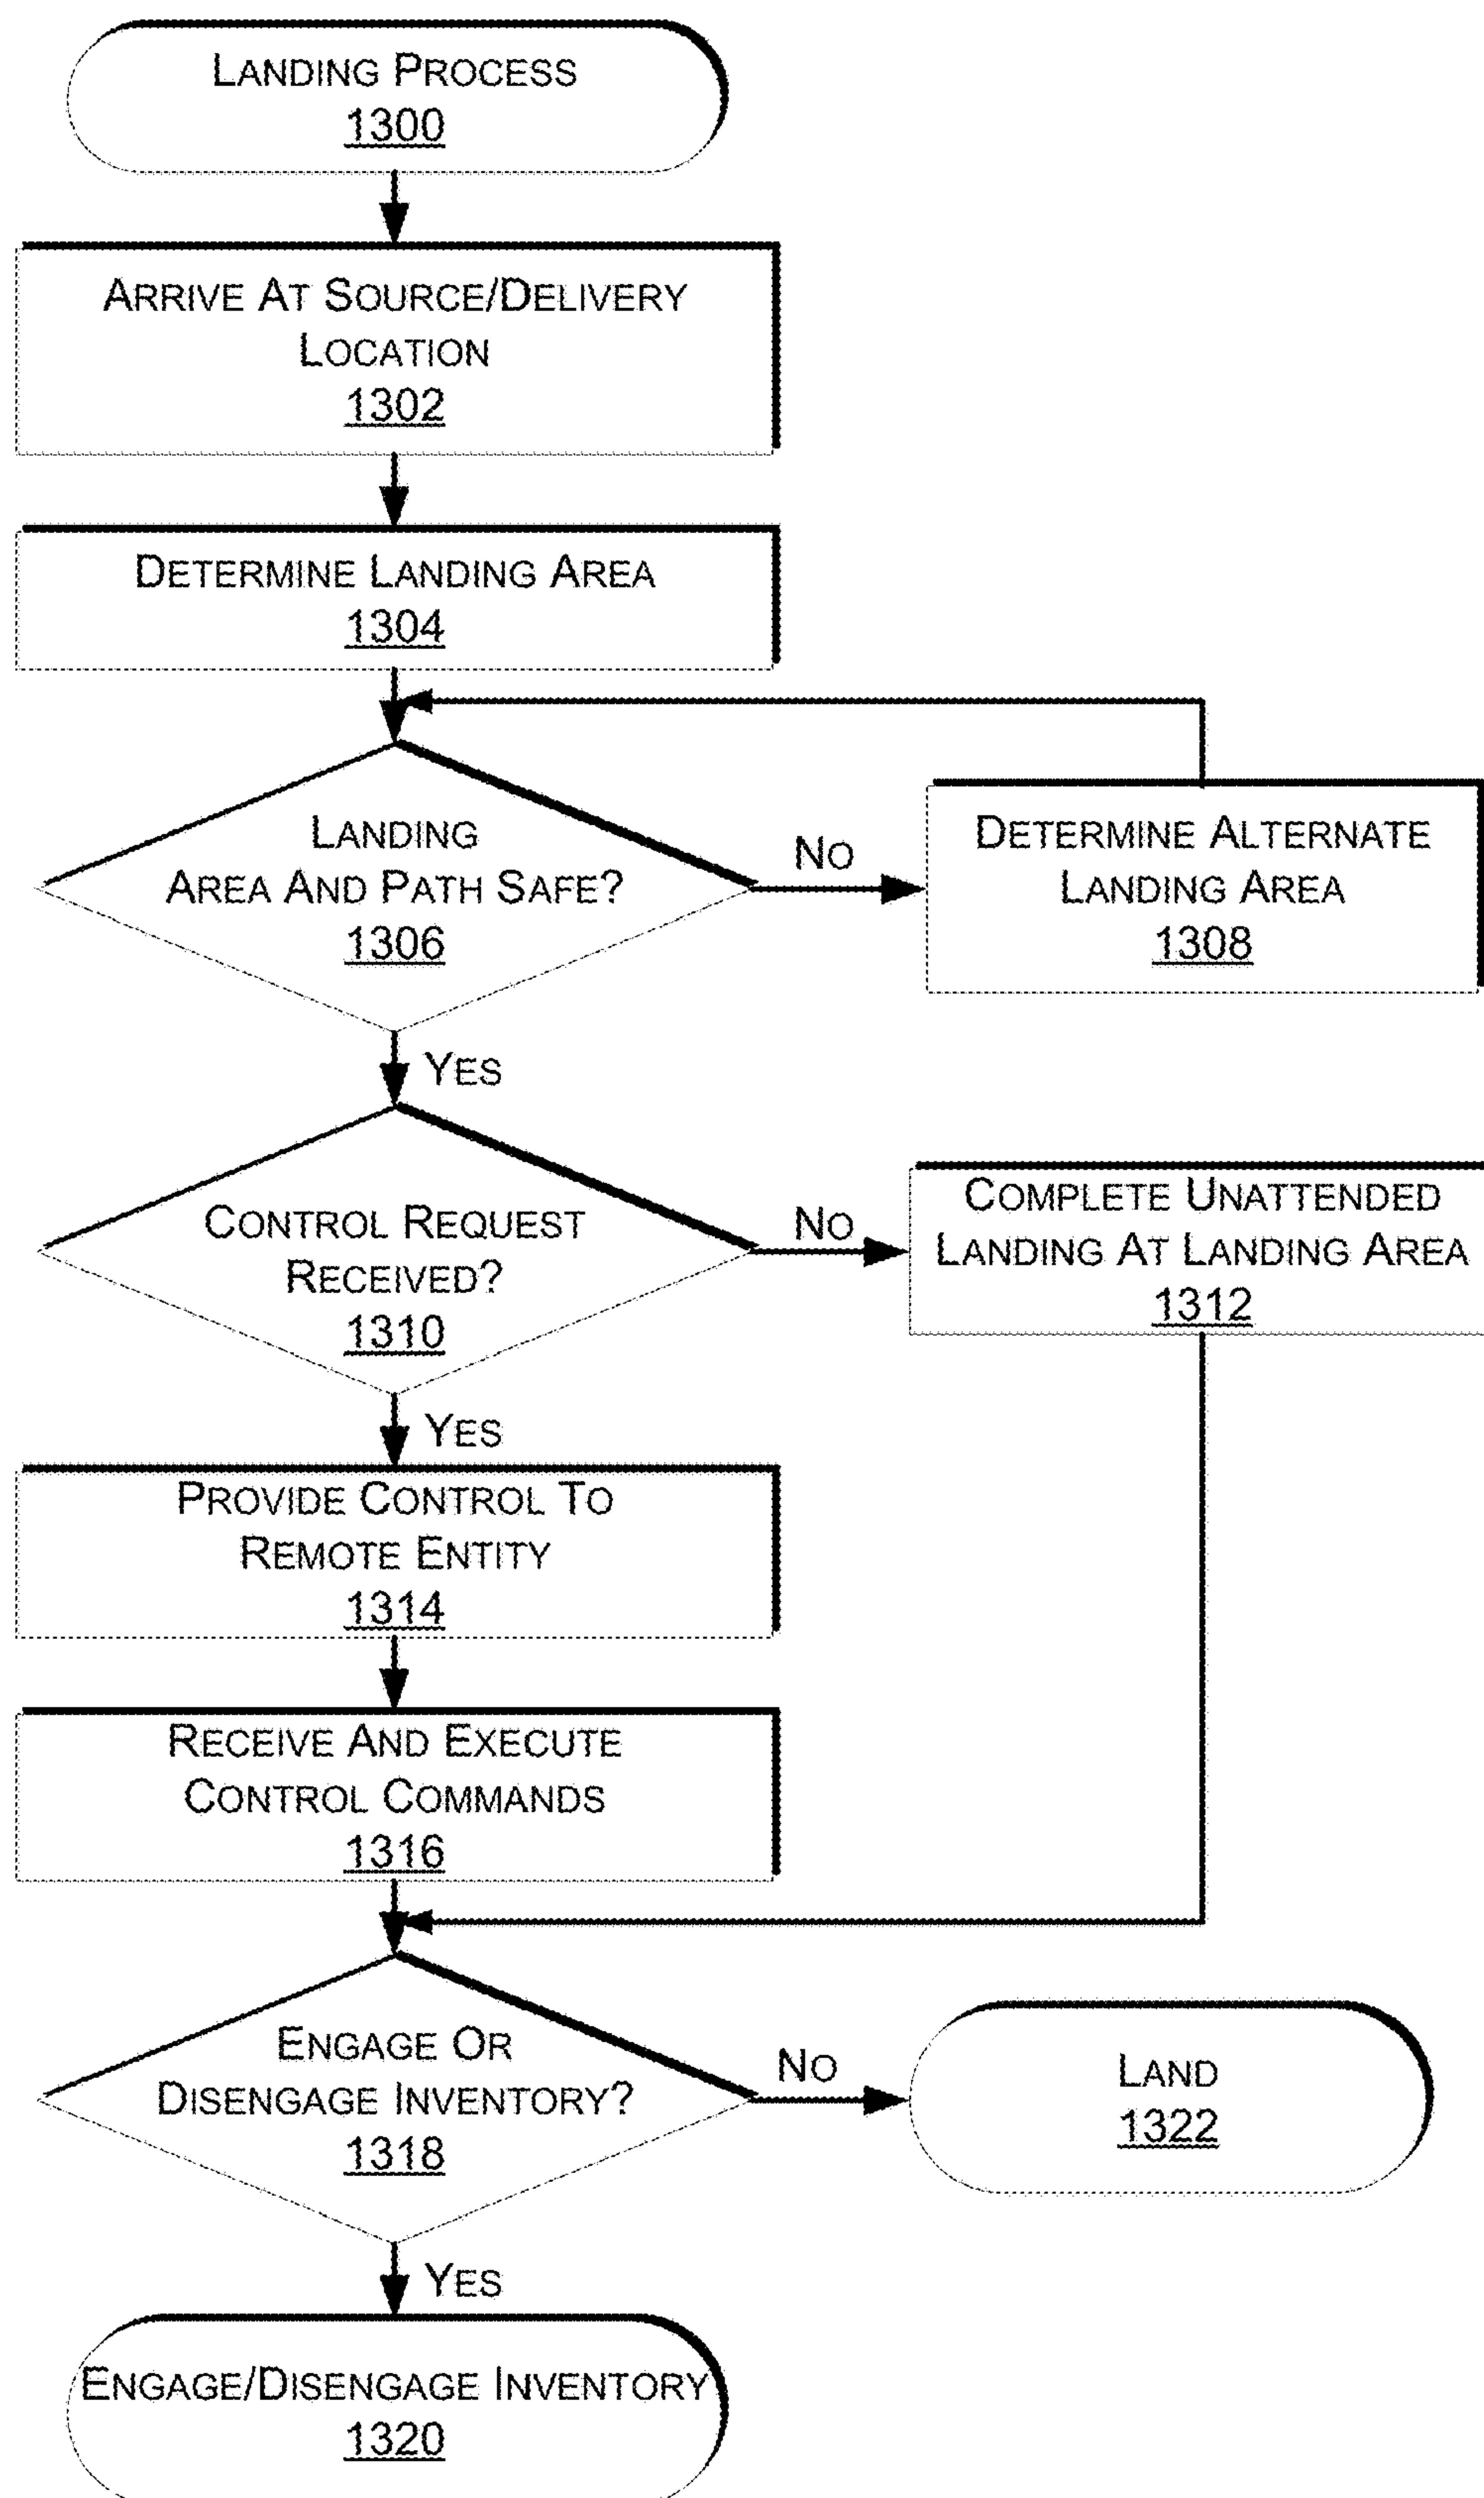 LANDING PROCESS
1300
ARRIVE AT SOURCE/DELIVERY
LOCATION
1302
DETERMINE LANDING AREA
1304
LANDING
AREA AND PATH SAFE?
1306
NO
DETERMINE ALTERNATE
LANDING AREA
1308
YES
CONTROL REQUEST
RECEIVED?
1310
NO
COMPLETE UNATTENDED
LANDING AT LANDING AREA
1312
YES
PROVIDE CONTROL TO
REMOTE ENTITY
1314
RECEIVE AND EXECUTE
CONTROL COMMANDS
1316
ENGAGE OR
DISENGAGE INVENTORY?
1318
NO
LAND
1322
YES
ENGAGE/DISENGAGE INVENTORY
1320